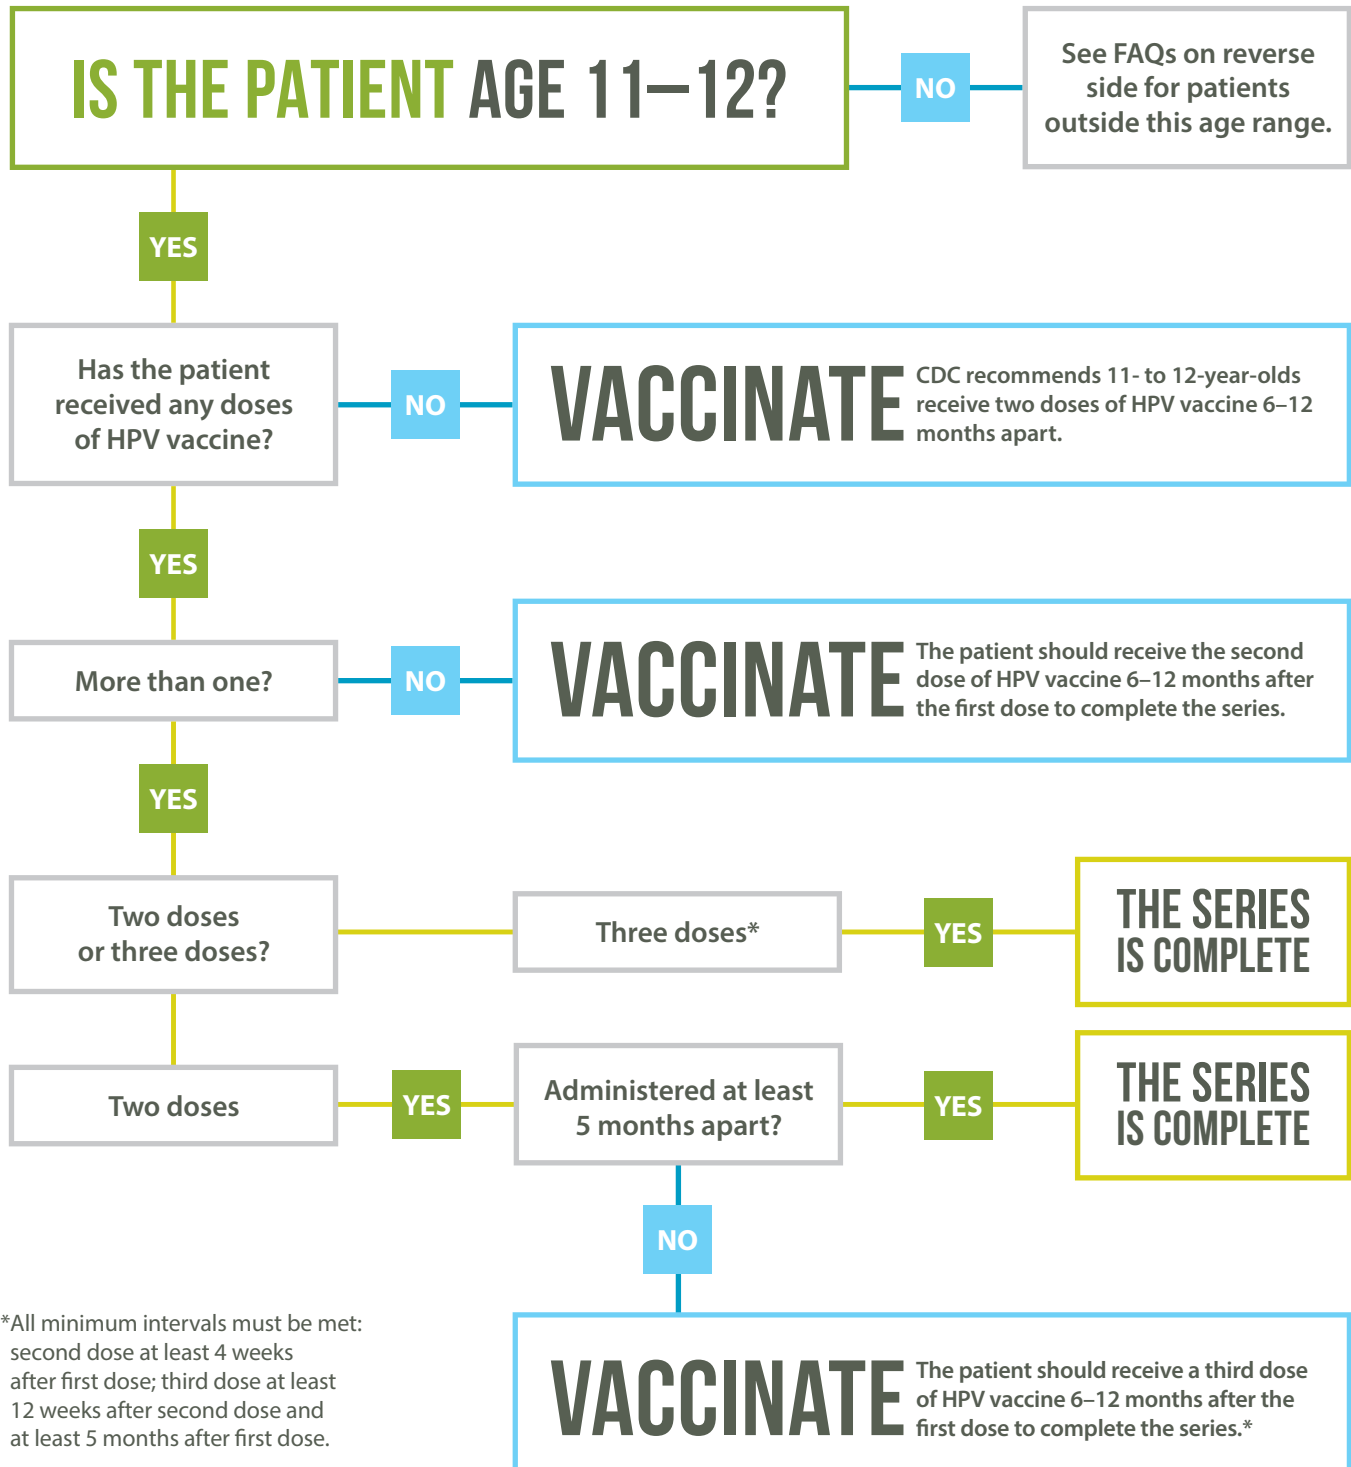 IS THE PATIENT AGE 11–12?
NO
See FAQs on reverse
side for patients
outside this age range.
YES
Has the patient
received any doses
of HPV vaccine?
NO
VACCINATE
CDC recommends 11- to 12-year-olds
receive two doses of HPV vaccine 6–12
months apart.
YES
More than one?
NO
VACCINATE
The patient should receive the second
dose of HPV vaccine 6–12 months after
the first dose to complete the series.
YES
Two doses
or three doses?
Three doses*
YES
THE SERIES
IS COMPLETE
Two doses
YES
Administered at least
5 months apart?
YES
THE SERIES
IS COMPLETE
NO
VACCINATE
The patient should receive a third dose
of HPV vaccine 6–12 months after the
first dose to complete the series.*
*All minimum intervals must be met:
second dose at least 4 weeks
after first dose; third dose at least
12 weeks after second dose and
at least 5 months after first dose.